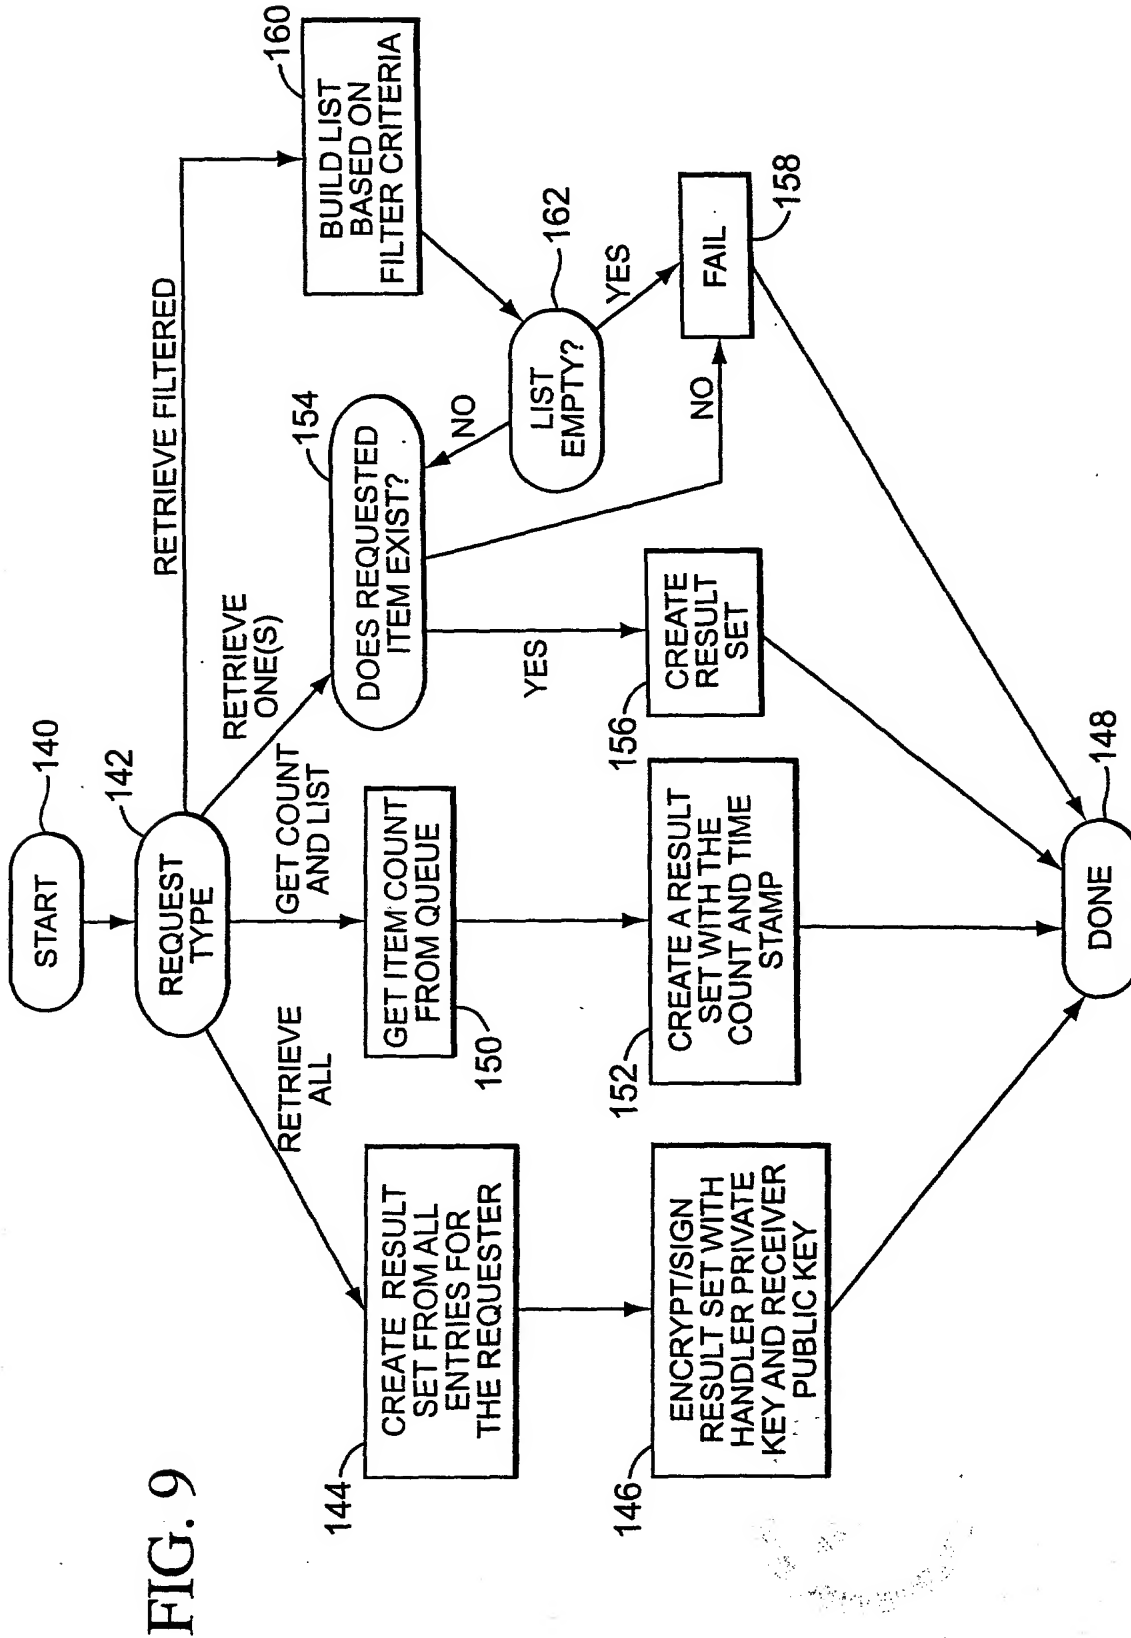 FIG. 9
START
140
REQUEST
TYPE
142
RETRIEVE
ALL
GET COUNT
AND LIST
RETRIEVE
ONE(S)
RETRIEVE FILTERED
144
CREATE RESULT
SET FROM ALL
ENTRIES FOR
THE REQUESTER
150
GET ITEM COUNT
FROM QUEUE
154
DOES REQUESTED
ITEM EXIST?
160
BUILD LIST
BASED ON
FILTER CRITERIA
NO
162
LIST
EMPTY?
YES
YES
NO
146
ENCRYPT/SIGN
RESULT SET WITH
HANDLER PRIVATE
KEY AND RECEIVER
PUBLIC KEY
152
CREATE A RESULT
SET WITH THE
COUNT AND TIME
STAMP
156
CREATE
RESULT
SET
FAIL
158
DONE
148